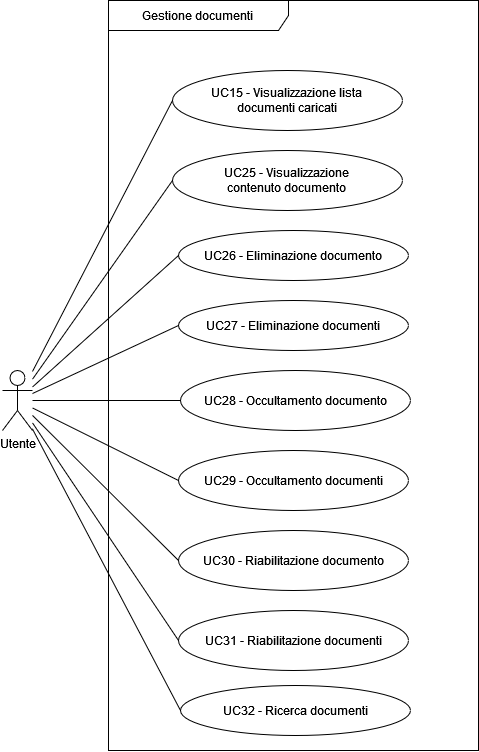 Gestione documenti
UC15 - Visualizzazione lista
documenti caricati
UC25 - Visualizzazione
contenuto documento
UC26 - Eliminazione documento
UC27 - Eliminazione documenti
UC28 - Occultamento documento
UC29 - Occultamento documenti
UC30 - Riabilitazione documento
UC31 - Riabilitazione documenti
UC32 - Ricerca documenti
Utente